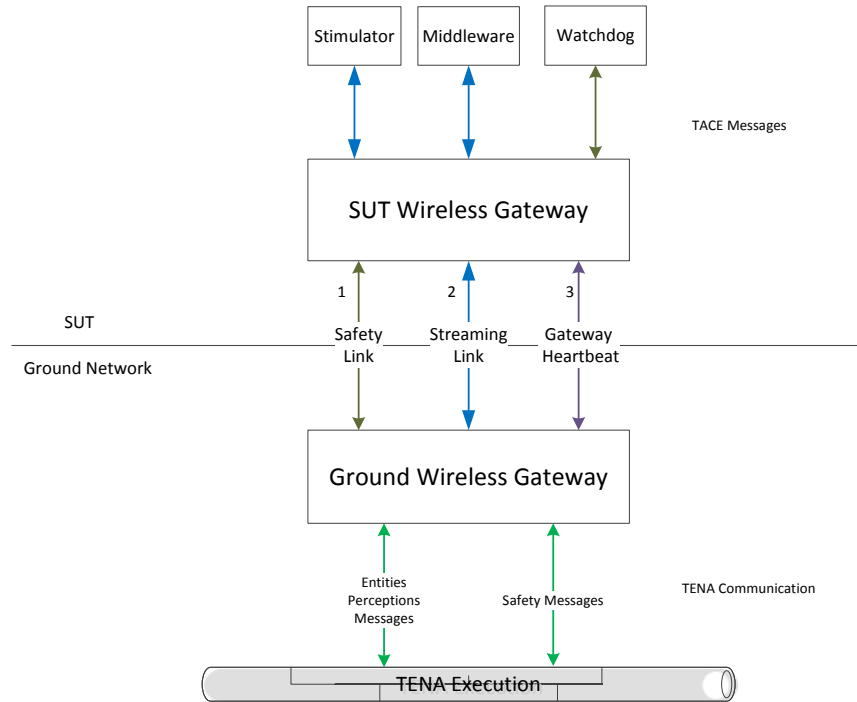 Stimulator
Middleware
Watchdog
TACE Messages
SUT Wireless Gateway
1
2
3
SUT
Safety
Link
Streaming
Link
Gateway
Heartbeat
Ground Network
Ground Wireless Gateway
Entities
Perceptions
Messages
Safety Messages
TENA Communication
TENA Execution